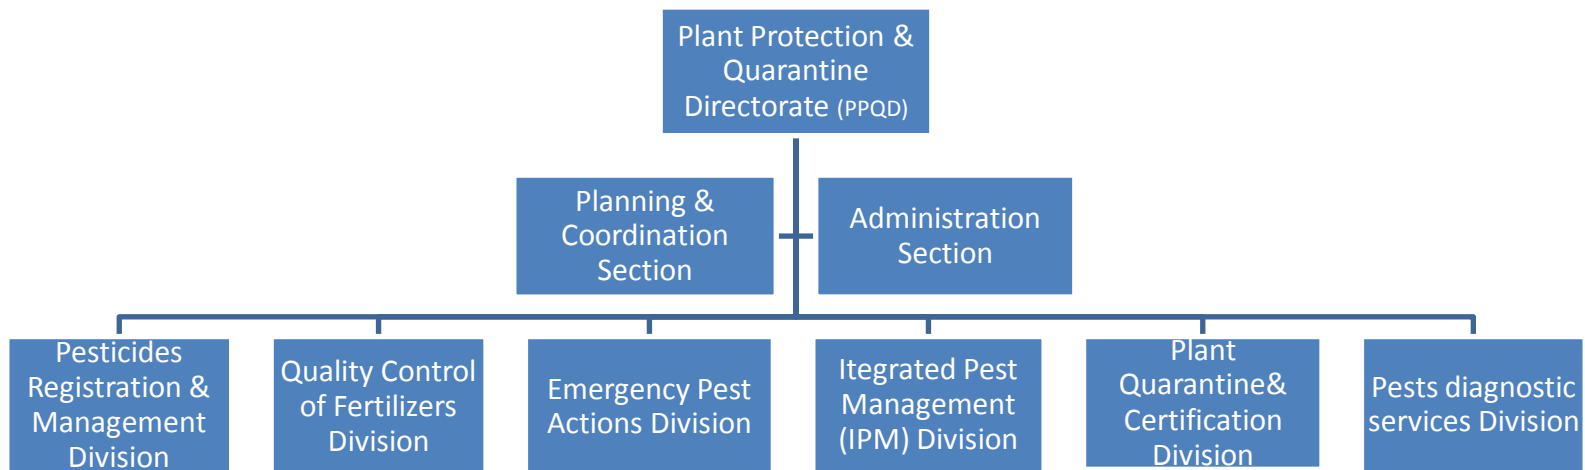 Plant Protection &
Quarantine
Directorate (PPQD)
Planning &
Coordination
Section
Administration
Section
Pesticides
Registration &
Management
Division
Quality Control
of Fertilizers
Division
Emergency Pest
Actions Division
Itegrated Pest
Management
(IPM) Division
Plant
Quarantine&
Certification
Division
Pests diagnostic
services Division